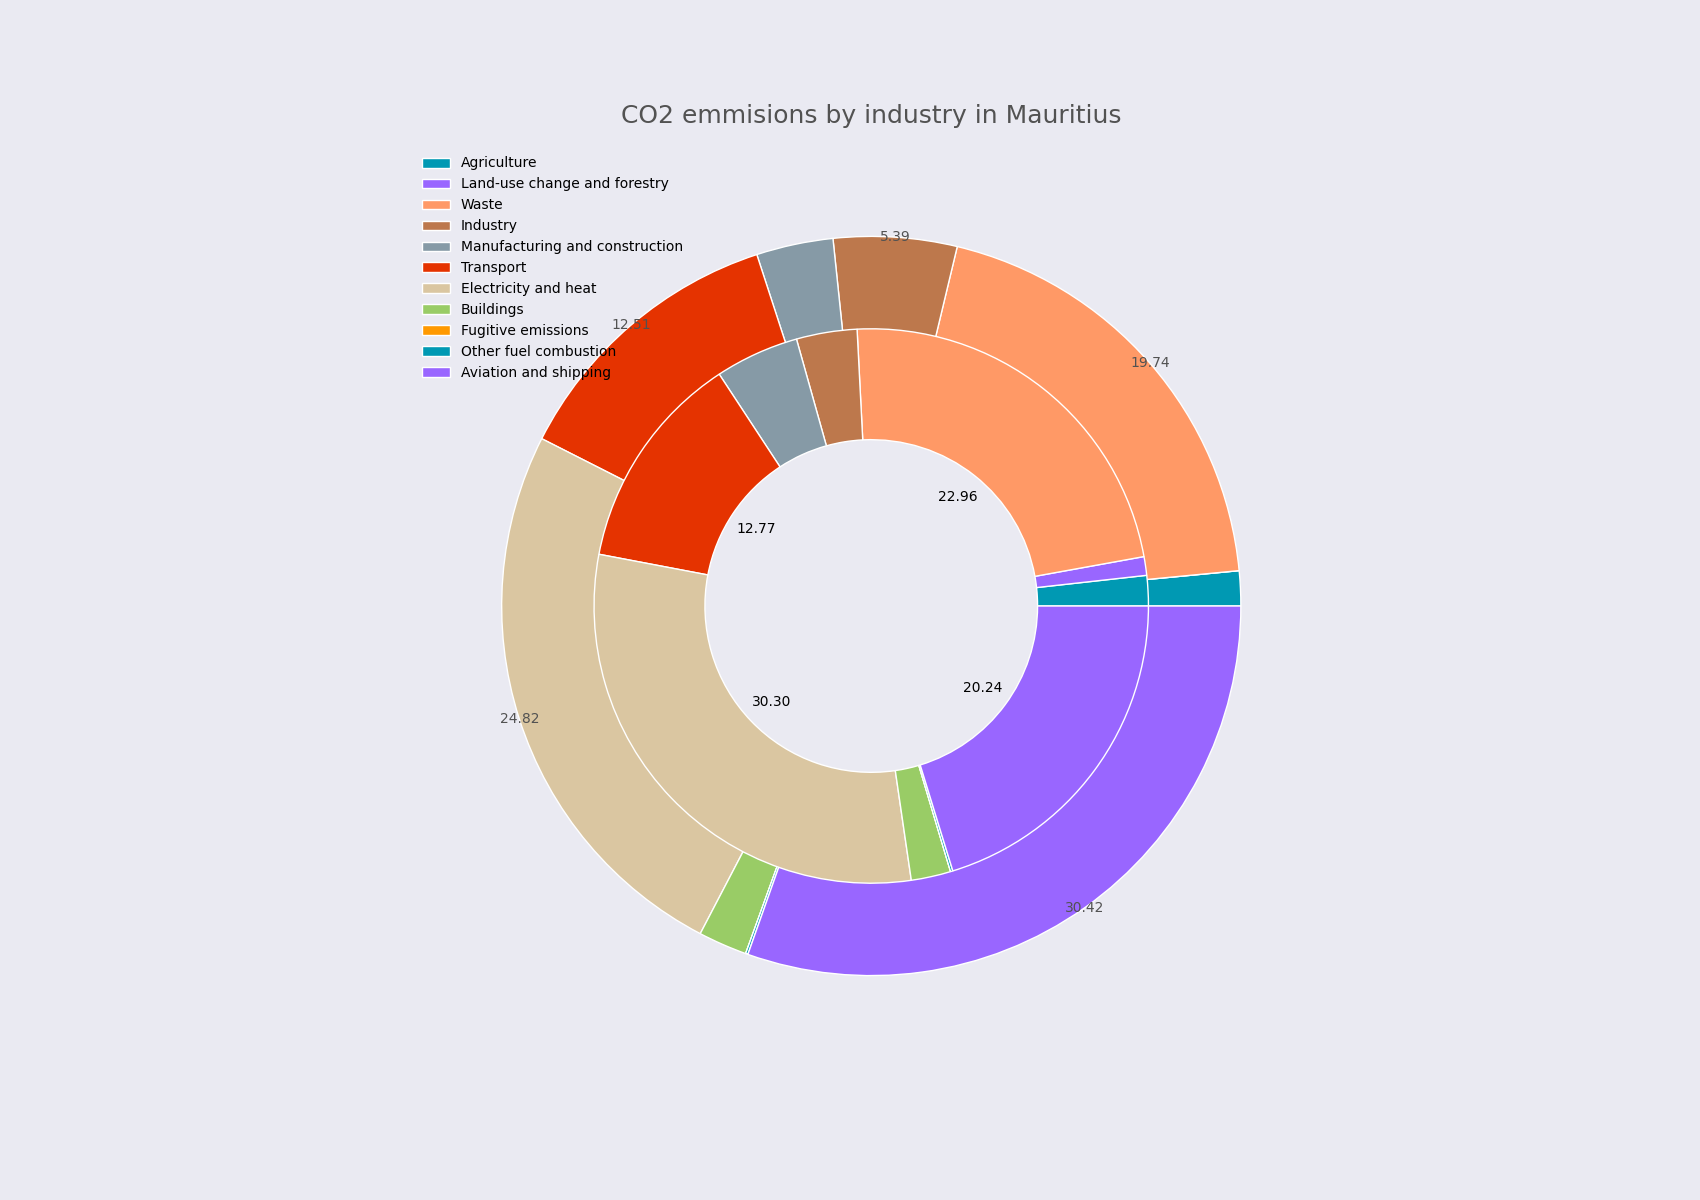 CO2 emmisions by industry in Mauritius
Agriculture
Land-use change and forestry
Waste
Industry
Manufacturing and construction
Transport
Electricity and heat
Buildings
Fugitive emissions
Other fuel combustion
Aviation and shipping
5.39
12.51
19.74
22.96
12.77
20.24
30.30
24.82
30.42